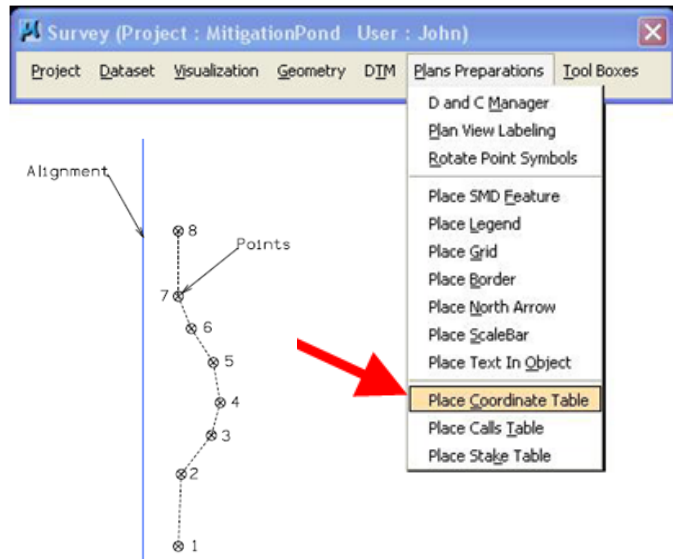 Survey (Project : MitigationPond User : John)
Project Dataset Visualization Geometry DTM Plans Preparations Tool Boxes
D and C Manager
Plan View Labeling
Rotate Point Symbols
Place SMD Feature
Place Legend
Place Grid
Place Border
Place North Arrow
Place ScaleBar
Place Text In Object
Place Coordinate Table
Place Calls Table
Place Stake Table
Alignment
8
Points
7
6
5
4
3
2
1